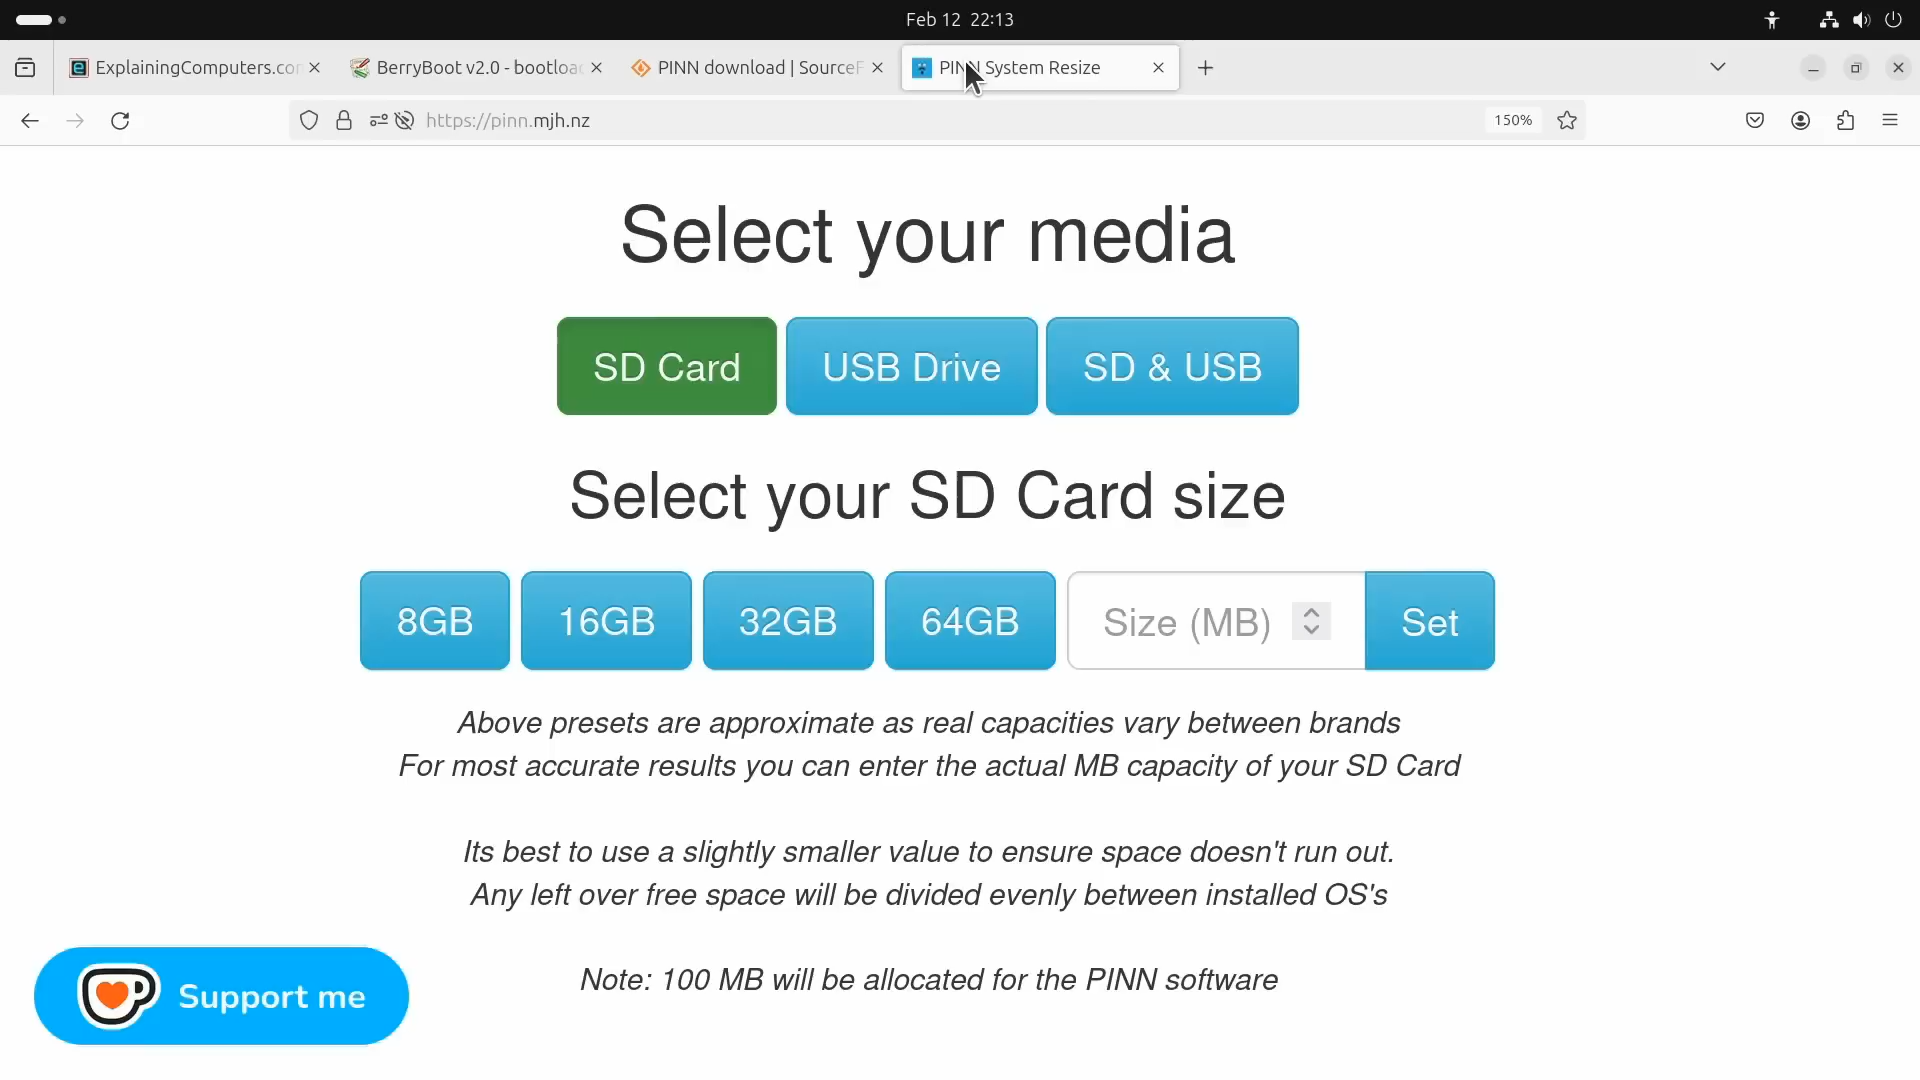 Feb 12 22:13
ExplainingComputers.com
BerryBoot v2.0 - bootloa
PINN download | SourceF
PINN System Resize
https://pinn.mjh.nz
150%
Select your media
SD Card
USB Drive
SD & USB
Select your SD Card size
8GB
16GB
32GB
64GB
Size (MB)
Set
Above presets are approximate as real capacities vary between brands
For most accurate results you can enter the actual MB capacity of your SD Card
Its best to use a slightly smaller value to ensure space doesn't run out.
Any left over free space will be divided evenly between installed OS's
Note: 100 MB will be allocated for the PINN software
Support me